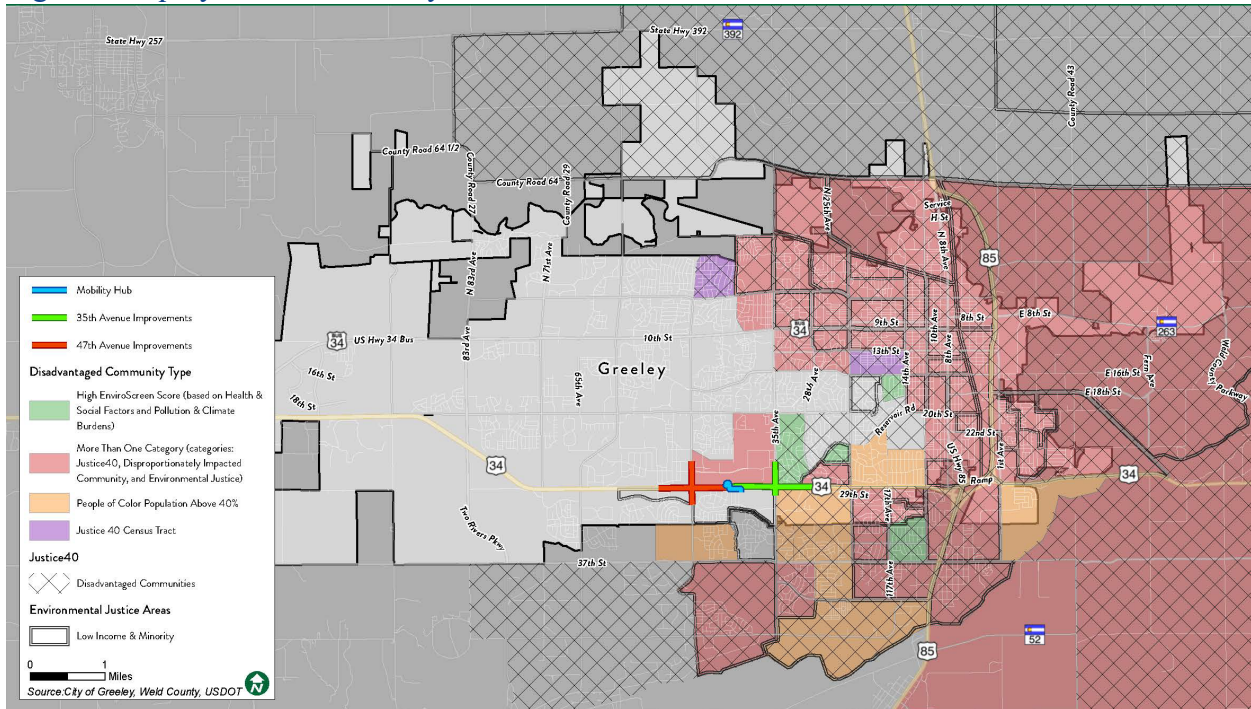 State Hwy 257
State Hwy 392
392
County Road 43
County Road 64 1/2
County Road 27
County Road 29
County Road 64
N 25th Ave
Service
H St
N 8th Ave
85
N 83rd Ave
N 71st Ave
BUS
34
US Hwy 34 Bus
83rd Ave
10th St
BUS
34
9th St
10th Ave
8th St
8th Ave
E 8th St
263
Weld County Parkway
16th St
18th St
Greeley
65th Ave
13th St
14th Ave
28th Ave
E 16th St
Fern Ave
E 18th St
35th Ave
Reservoir Rd
20th St
22nd St
US Hwy 85
1st Ave
Ramp
34
34
34
29th St
17th Ave
Two Rivers Pkwy
37th St
117th Ave
52
85
Mobility Hub
35th Avenue Improvements
47th Avenue Improvements
Disadvantaged Community Type
High EnviroScreen Score (based on Health &
Social Factors and Pollution & Climate
Burdens)
More Than One Category (categories:
Justice40, Disproportionately Impacted
Community, and Environmental Justice)
People of Color Population Above 40%
Justice 40 Census Tract
Justice40
Disadvantaged Communities
Environmental Justice Areas
Low Income & Minority
0 1
Miles
Source:City of Greeley, Weld County, USDOT
N